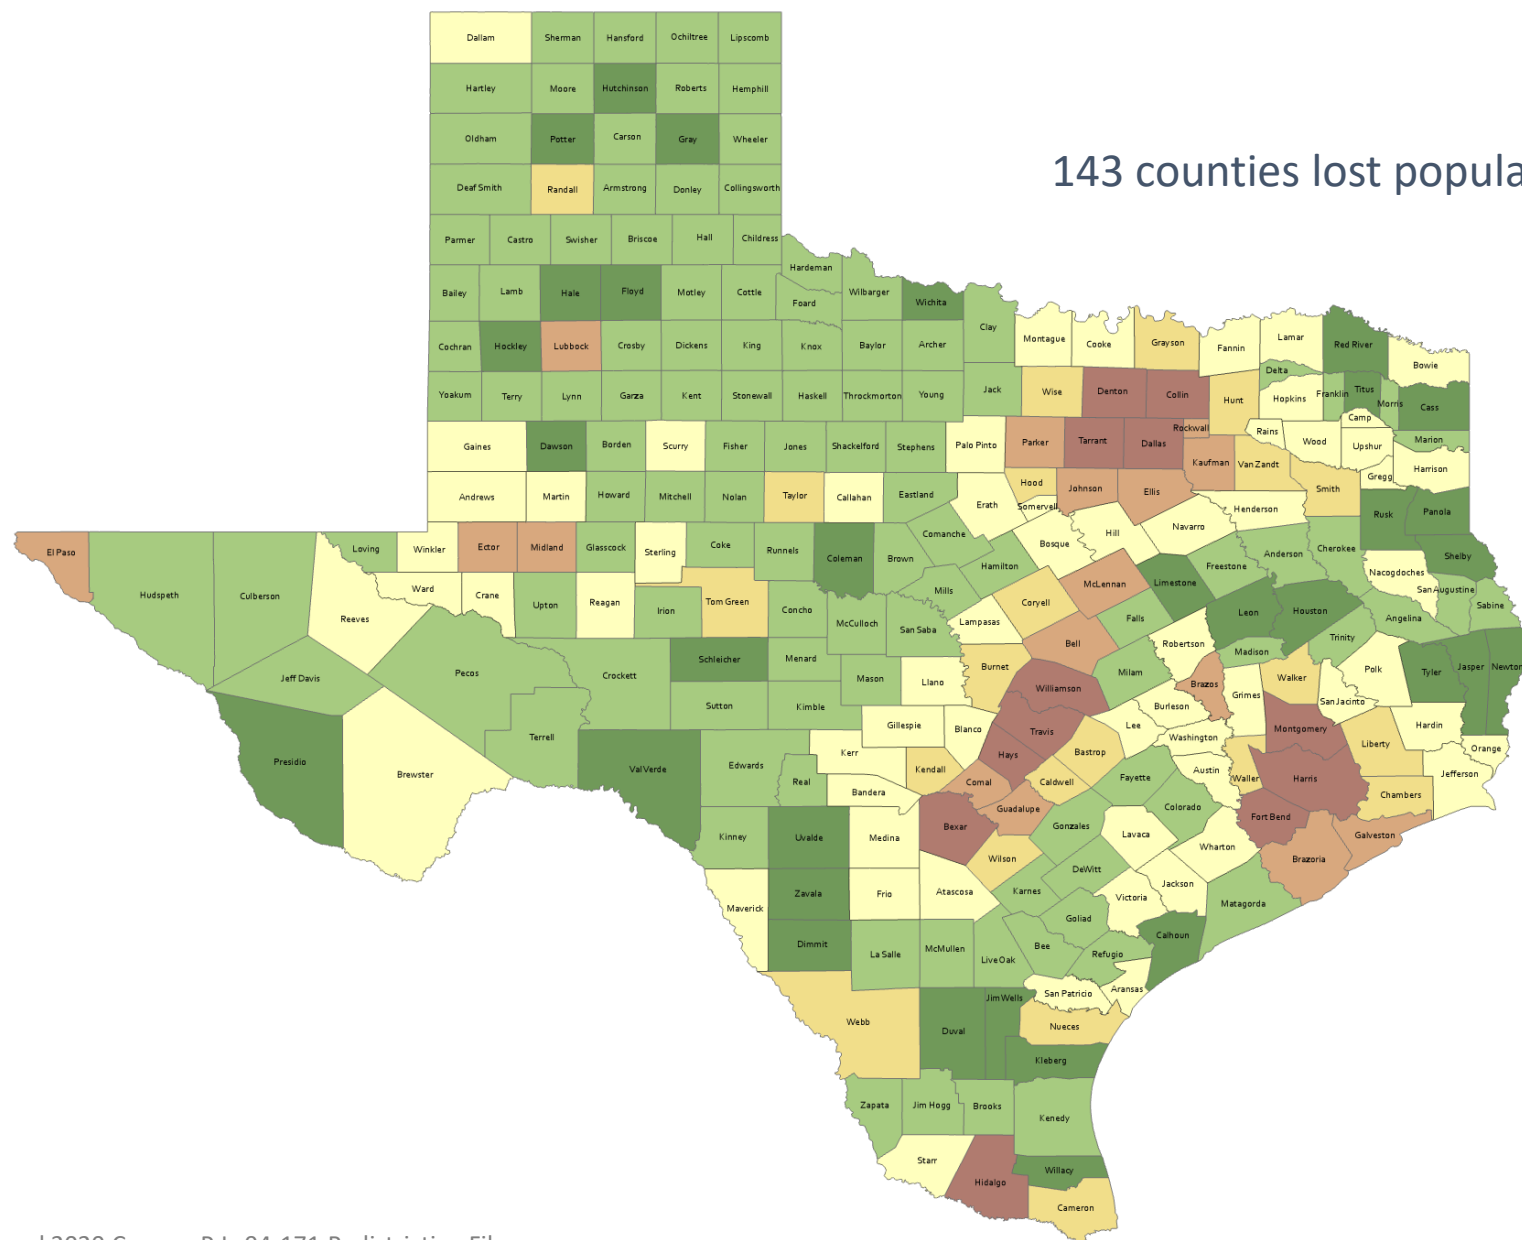 Dallam Sherman Hansford Ochiltree Lipscomb
Hartley Moore Hutchinson Roberts Hemphill
Oldham Potter Carson Gray Wheeler
143 counties lost popula
Deaf Smith Randall Armstrong Donley Collingsworth
Parmer Castro Swisher Briscoe Hall Childress
Hardeman
Bailey Lamb Hale Floyd Motley Cottle Foard Wilbarger Wichita
Clay
Cochran Hockley Lubbock Crosby Dickens King Knox Baylor Archer
Montague Cooke Grayson Fannin Lamar Red River Bowie
Delta
Yoakum Terry Lynn Garza Kent Stonewall Haskell Throckmorton Young Jack Wise Denton Collin Hunt Hopkins Franklin Titus Morris Cass
Camp
Rockwall
Gaines Dawson Borden Scurry Fisher Jones Shackelford Stephens Palo Pinto Parker Tarrant Dallas Rains Wood Upshur Marion
Kaufman Van Zandt Gregg Harrison
Andrews Martin Howard Mitchell Nolan Taylor Callahan Eastland Erath Hood Johnson Ellis Smith
Somervell Henderson Rusk Panola
El Paso Loving Winkler Ector Midland Glasscock Sterling Coke Runnels Coleman Brown Comanche Bosque Hill Navarro
Anderson Cherokee Shelby
Hudspeth Culberson Ward Crane Upton Reagan Irion Tom Green Concho Mills Hamilton Coryell McLennan Limestone Freestone Nacogdoches
San Augustine Sabine
Reeves McCulloch San Saba Lampasas Falls Leon Houston Angelina
Trinity
Jeff Davis Pecos Crockett Schleicher Menard Mason Llano Burnet Bell Milam Robertson Madison Polk Tyler Jasper Newton
Sutton Kimble Williamson Brazos Grimes Walker San Jacinto
Burleson
Presidio Brewster Terrell Val Verde Edwards Real Kerr Gillespie Blanco Travis Lee Washington Montgomery Hardin
Hays Bastrop Liberty Orange
Bandera Kendall Comal Caldwell Fayette Austin Waller Harris Jefferson
Chambers
Guadalupe Colorado
Kinney Uvalde Medina Bexar Gonzales Lavaca Fort Bend Galveston
Wilson Wharton Brazoria
Maverick Zavala Frio Atascosa Karnes DeWitt Victoria Jackson Matagorda
Dimmit La Salle McMullen Live Oak Bee Goliad Refugio Calhoun
San Patricio Aransas
Webb Duval Jim Wells Nueces
Kleberg
Zapata Jim Hogg Brooks Kenedy
Starr Hidalgo Willacy
Cameron